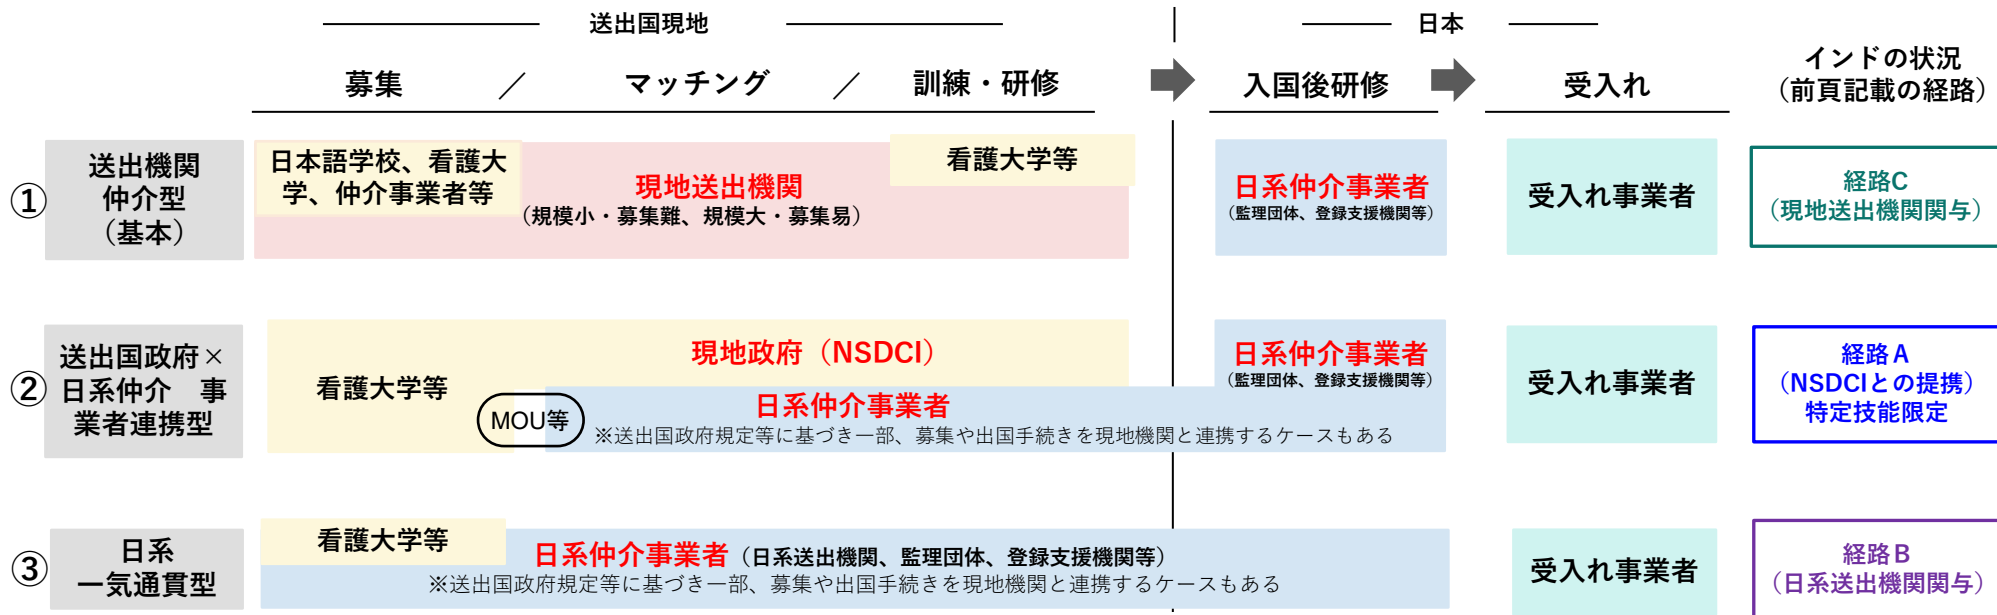 送出国現地
日本
募集 ／ マッチング ／ 訓練・研修
入国後研修
受入れ
インドの状況
（前頁記載の経路）
①
送出機関
仲介型
（基本）
日本語学校、看護大
学、仲介事業者等
現地送出機関
（規模小・募集難、規模大・募集易）
看護大学等
日系仲介事業者
（監理団体、登録支援機関等）
受入れ事業者
経路C
（現地送出機関関与）
②
送出国政府×
日系仲介　事
業者連携型
看護大学等
現地政府（NSDCI）
MOU等
日系仲介事業者
※送出国政府規定等に基づき一部、募集や出国手続きを現地機関と連携するケースもある
日系仲介事業者
（監理団体、登録支援機関等）
受入れ事業者
経路A
（NSDCIとの提携）
特定技能限定
③
日系
一気通貫型
看護大学等
日系仲介事業者（日系送出機関、監理団体、登録支援機関等）
※送出国政府規定等に基づき一部、募集や出国手続きを現地機関と連携するケースもある
受入れ事業者
経路B
（日系送出機関関与）